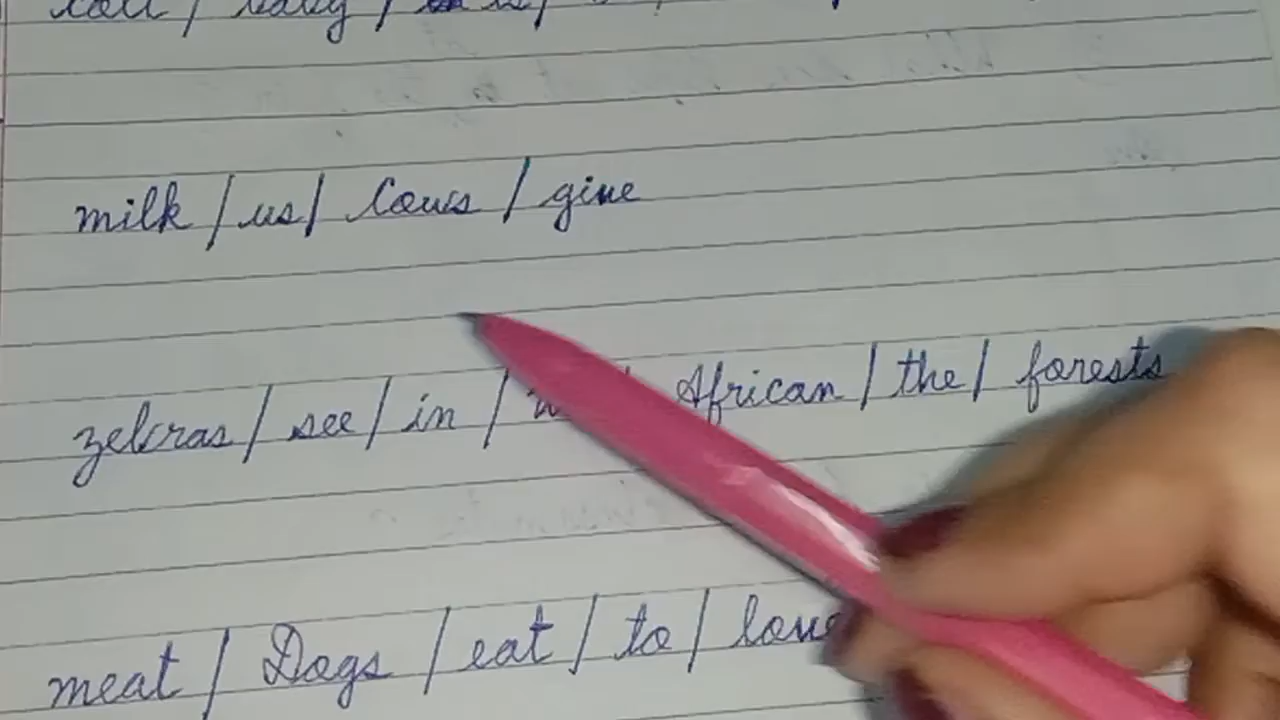 milk / us / Cows / give
zebras / see / in / African / the / forests
meat / Dogs / eat / to / love